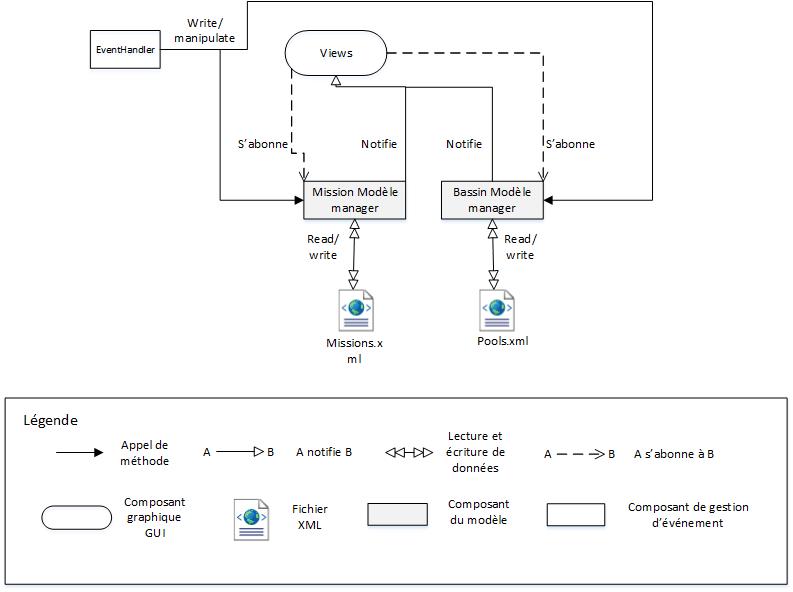 Write/
manipulate
EventHandler
Views
S'abonne
Notifie
Notifie
S'abonne
Mission Modèle
manager
Bassin Modèle
manager
Read/
write
Read/
write
Missions.x
ml
Pools.xml
Légende
Appel de
méthode
A
B
A notifie B
Lecture et
écriture de
données
A
B
A s'abonne à B
Composant
graphique
GUI
Fichier
XML
Composant
du modèle
Composant de gestion
d'événement